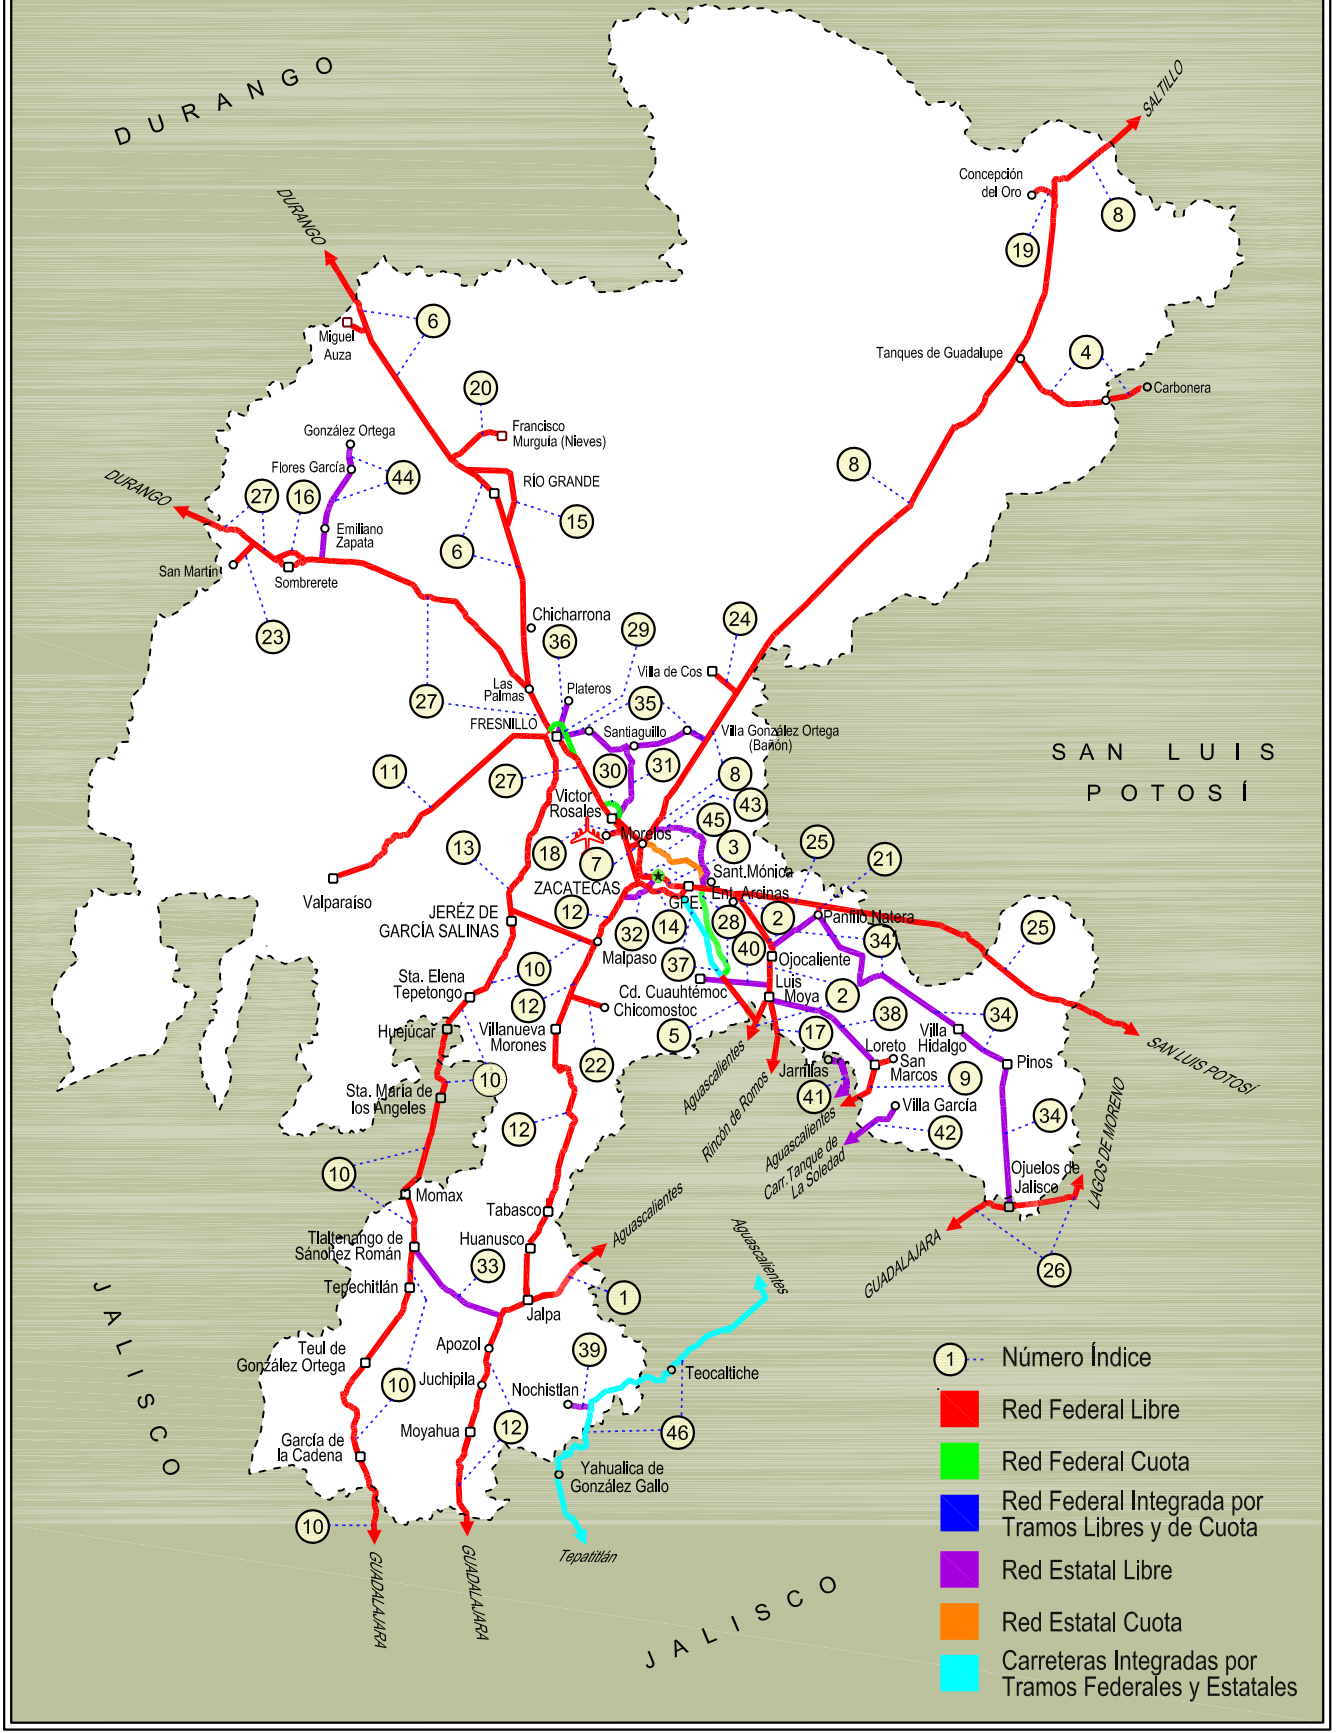 DURANGO
SALTILLO
Concepción
del Oro
8
19
DURANGO
6
Miguel
Auza
Tanques de Guadalupe
4
Carbonera
20
Francisco
Murguía (Nieves)
González Ortega
Flores García
44
8
DURANGO
27
16
RÍO GRANDE
15
Emiliano
Zapata
6
San Martín
Sombrerete
23
Chicharrona
36
29
24
Villa de Cos
27
Las
Palmas
Plateros
35
FRESNILLO
Santiaguillo
Villa González Ortega
(Bañón)
SAN LUIS
POTOSÍ
11
27
30
31
8
Victor
Rosales
43
45
Morelos
13
18
7
3
25
21
Sant.Mónica
ZACATECAS
Ent. Arcinas
GPE.
Valparaíso
JERÉZ DE
GARCÍA SALINAS
12
32
14
28
2
Panfilo Natera
34
25
Malpaso
40
37
Ojocaliente
Sta. Elena
Tepetongo
10
Cd. Cuauhtémoc
Luis
Moya
2
12
Chicomostoc
Huejúcar
Villanueva
Morones
5
17
38
Villa
Hidalgo
34
Aguascalientes
Rincón de Romos
Jarrillas
Loreto
San
Marcos
9
Pinos
SAN LUIS POTOSÍ
10
22
Sta. María de
los Angeles
41
Villa García
Aguascalientes
42
34
LAGOS DE MORENO
12
Carr. Tanque de
La Soledad
10
Momax
Ojuelos de
Jalisco
Tabasco
Aguascalientes
Aguascalientes
GUADALAJARA
Tlaltenango de
Sánchez Román
Huanusco
33
26
Tepechitlán
1
Jalpa
JALISCO
Teul de
González Ortega
Apozol
39
Teocaltiche
10
Juchipila
Nochistlan
12
Moyahua
46
García de
la Cadena
Yahualica de
González Gallo
10
GUADALAJARA
GUADALAJARA
Tepatitlán
JALISCO
1 Número Índice
Red Federal Libre
Red Federal Cuota
Red Federal Integrada por
Tramos Libres y de Cuota
Red Estatal Libre
Red Estatal Cuota
Carreteras Integradas por
Tramos Federales y Estatales